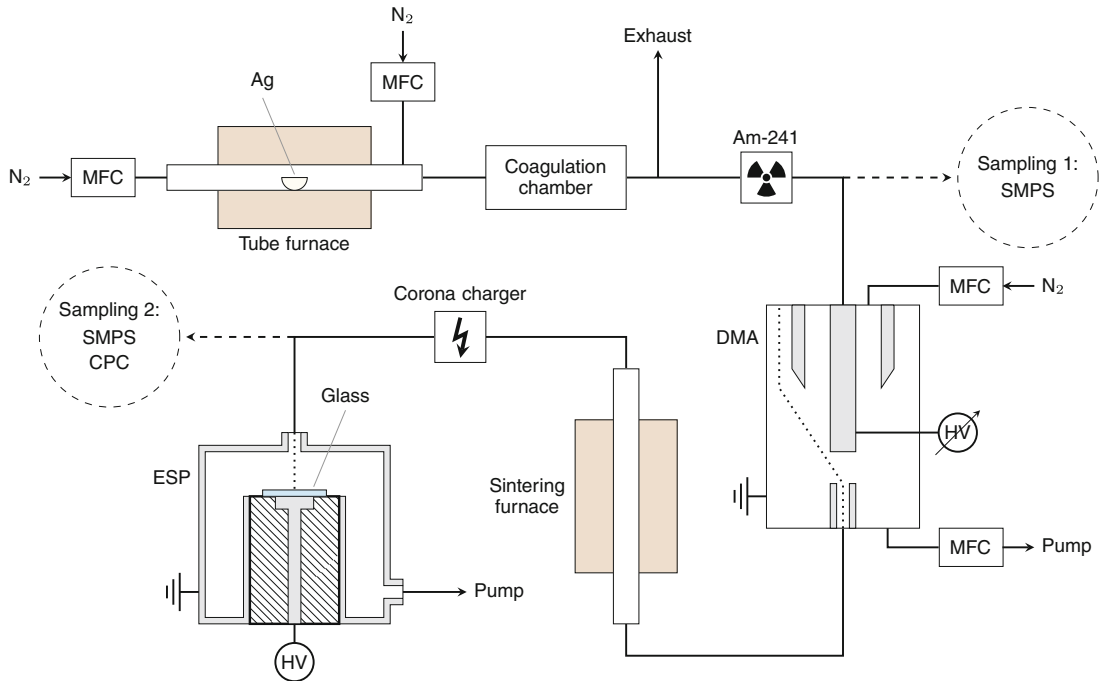 N₂
Exhaust
MFC
Ag
Am-241
N₂
MFC
Coagulation
chamber
Sampling 1:
SMPS
Tube furnace
MFC
N₂
Sampling 2:
SMPS
CPC
Corona charger
DMA
Glass
HV
ESP
Sintering
furnace
MFC
Pump
Pump
HV